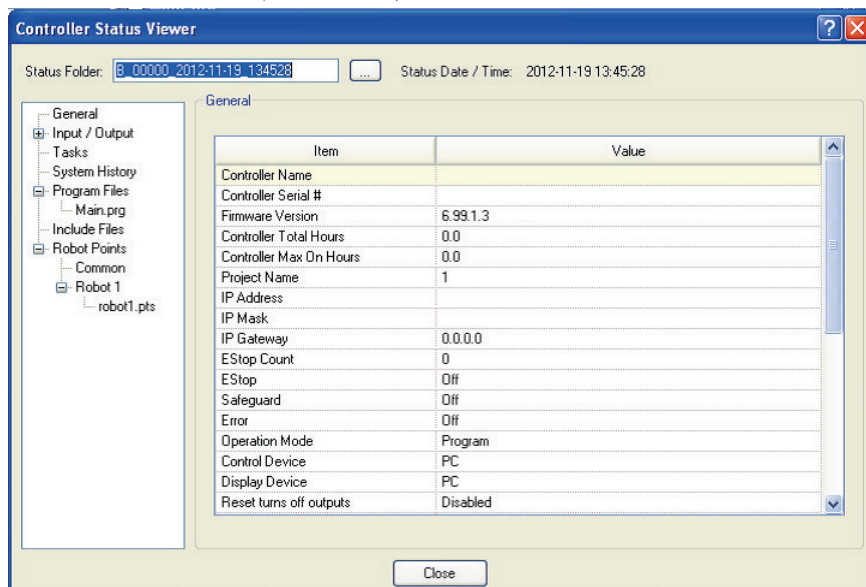 Controller Status Viewer
Status Folder: B_00000_2012-11-19_134528 ... Status Date / Time: 2012-11-19 13:45:28
General
Input / Output
Tasks
System History
Program Files
Main.prg
Include Files
Robot Points
Common
Robot 1
robot1.pts
General
Item Value
Controller Name
Controller Serial #
Firmware Version 6.99.1.3
Controller Total Hours 0.0
Controller Max On Hours 0.0
Project Name 1
IP Address
IP Mask
IP Gateway 0.0.0.0
EStop Count 0
EStop Off
Safeguard Off
Error Off
Operation Mode Program
Control Device PC
Display Device PC
Reset turns off outputs Disabled
Close